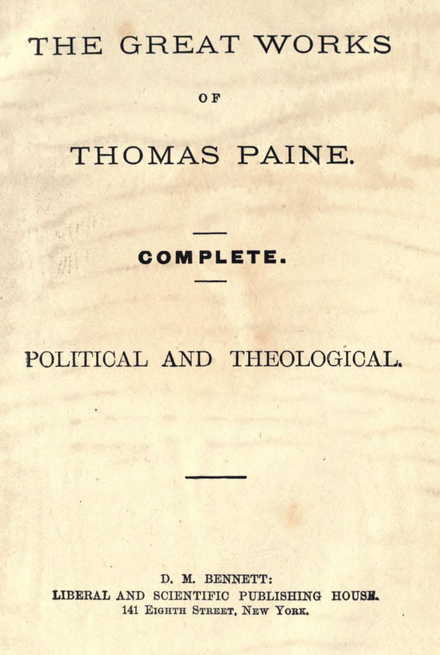 THE GREAT WORKS
OF
THOMAS PAINE.
COMPLETE.
POLITICAL AND THEOLOGICAL.
D. M. BENNETT:
LIBERAL AND SCIENTIFIC PUBLISHING HOUSE.
141 EIGHTH STREET, NEW YORK.